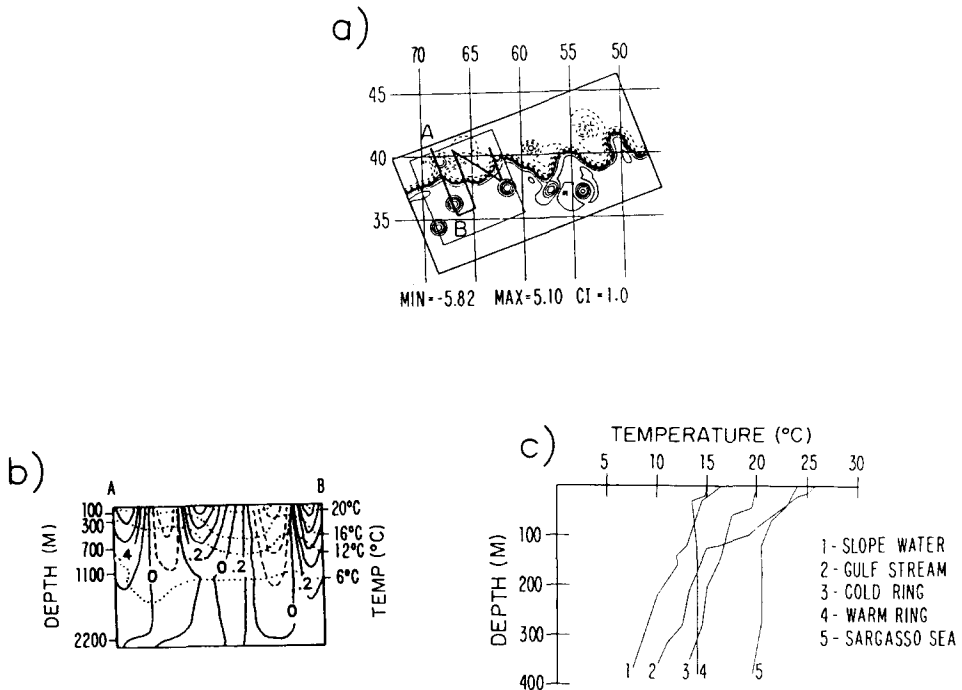 a)
70 65 60 55 50
45
40
35
A
B
MIN = -5.82 MAX=5.10 CI = 1.0
b)
A B
DEPTH (M)
100
300
700
1100
2200
4 0 2 0 .2 0 .2
20°C
16°C
12°C
6°C
TEMP (°C)
c)
TEMPERATURE (°C)
5 10 15 20 25 30
DEPTH (M)
100
200
300
400
1 2 3 4 5
1 - SLOPE WATER
2 - GULF STREAM
3 - COLD RING
4 - WARM RING
5 - SARGASSO SEA